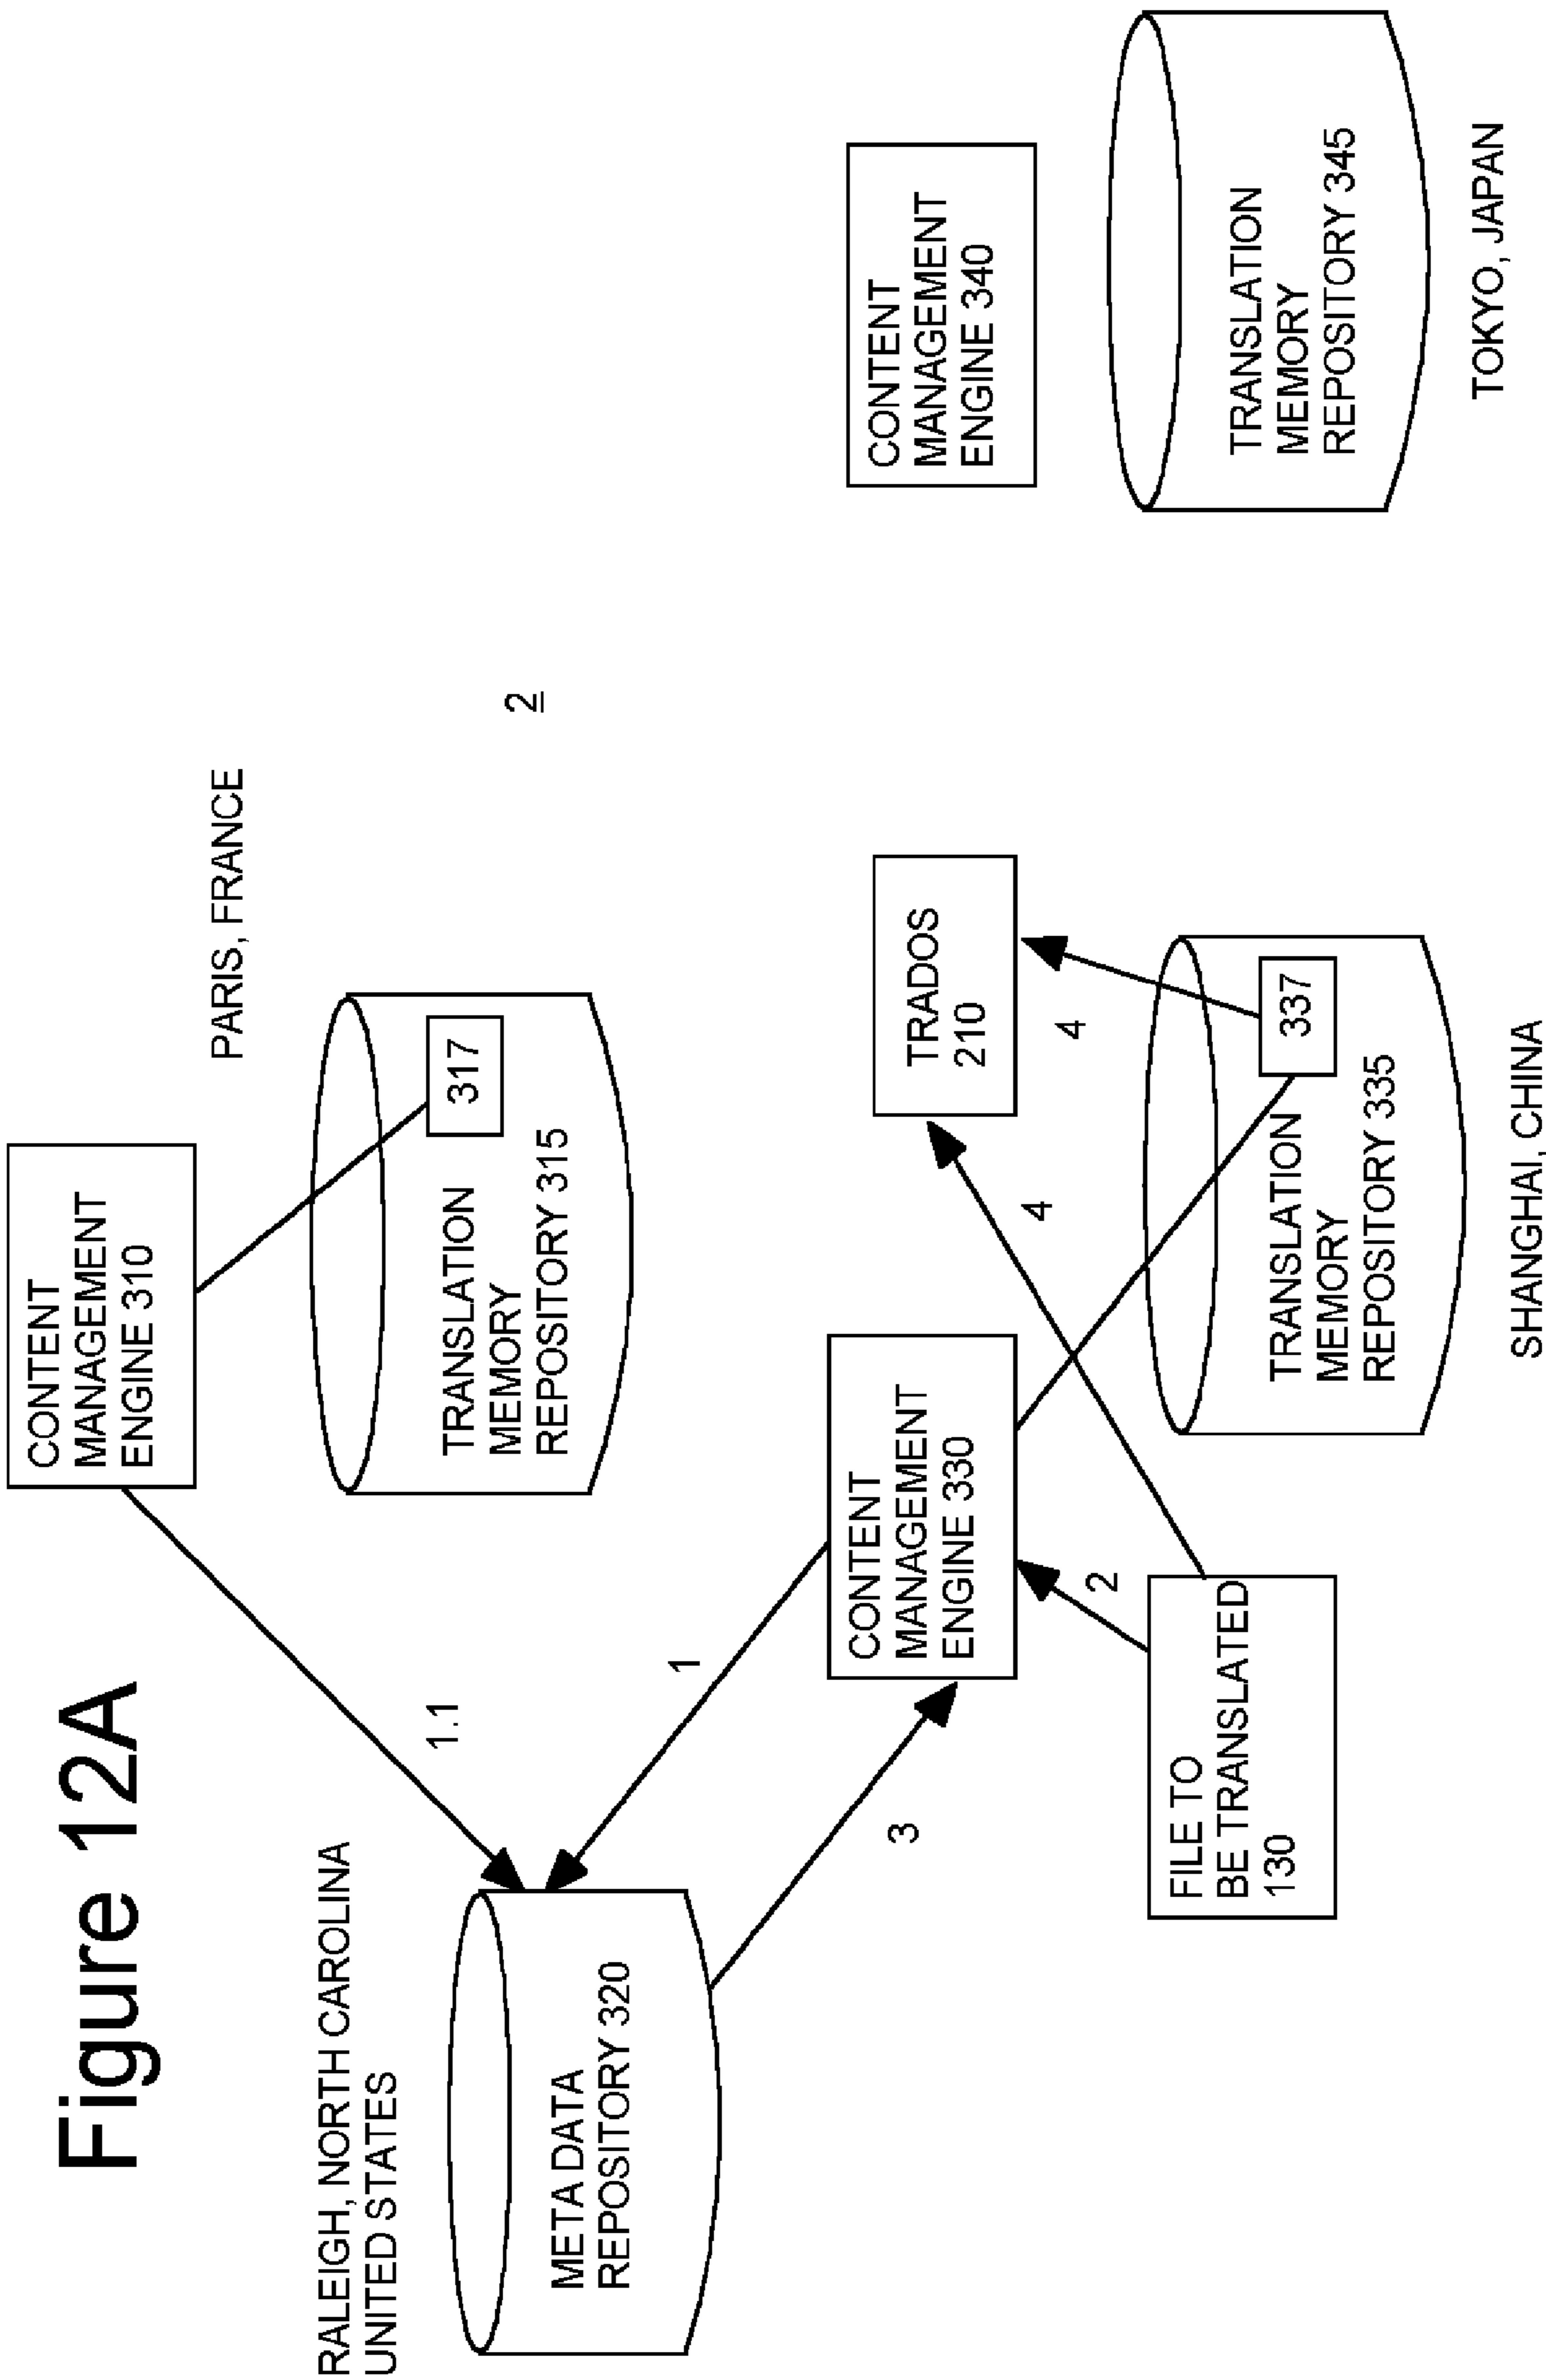 Figure 12A
RALEIGH, NORTH CAROLINA
UNITED STATES
META DATA
REPOSITORY 320
1.1
1
3
CONTENT
MANAGEMENT
ENGINE 310
PARIS, FRANCE
317
TRANSLATION
MEMORY
REPOSITORY 315
2
CONTENT
MANAGEMENT
ENGINE 330
2
FILE TO
BE TRANSLATED
130
4
TRADOS
210
4
337
TRANSLATION
MEMORY
REPOSITORY 335
SHANGHAI, CHINA
CONTENT
MANAGEMENT
ENGINE 340
TRANSLATION
MEMORY
REPOSITORY 345
TOKYO, JAPAN